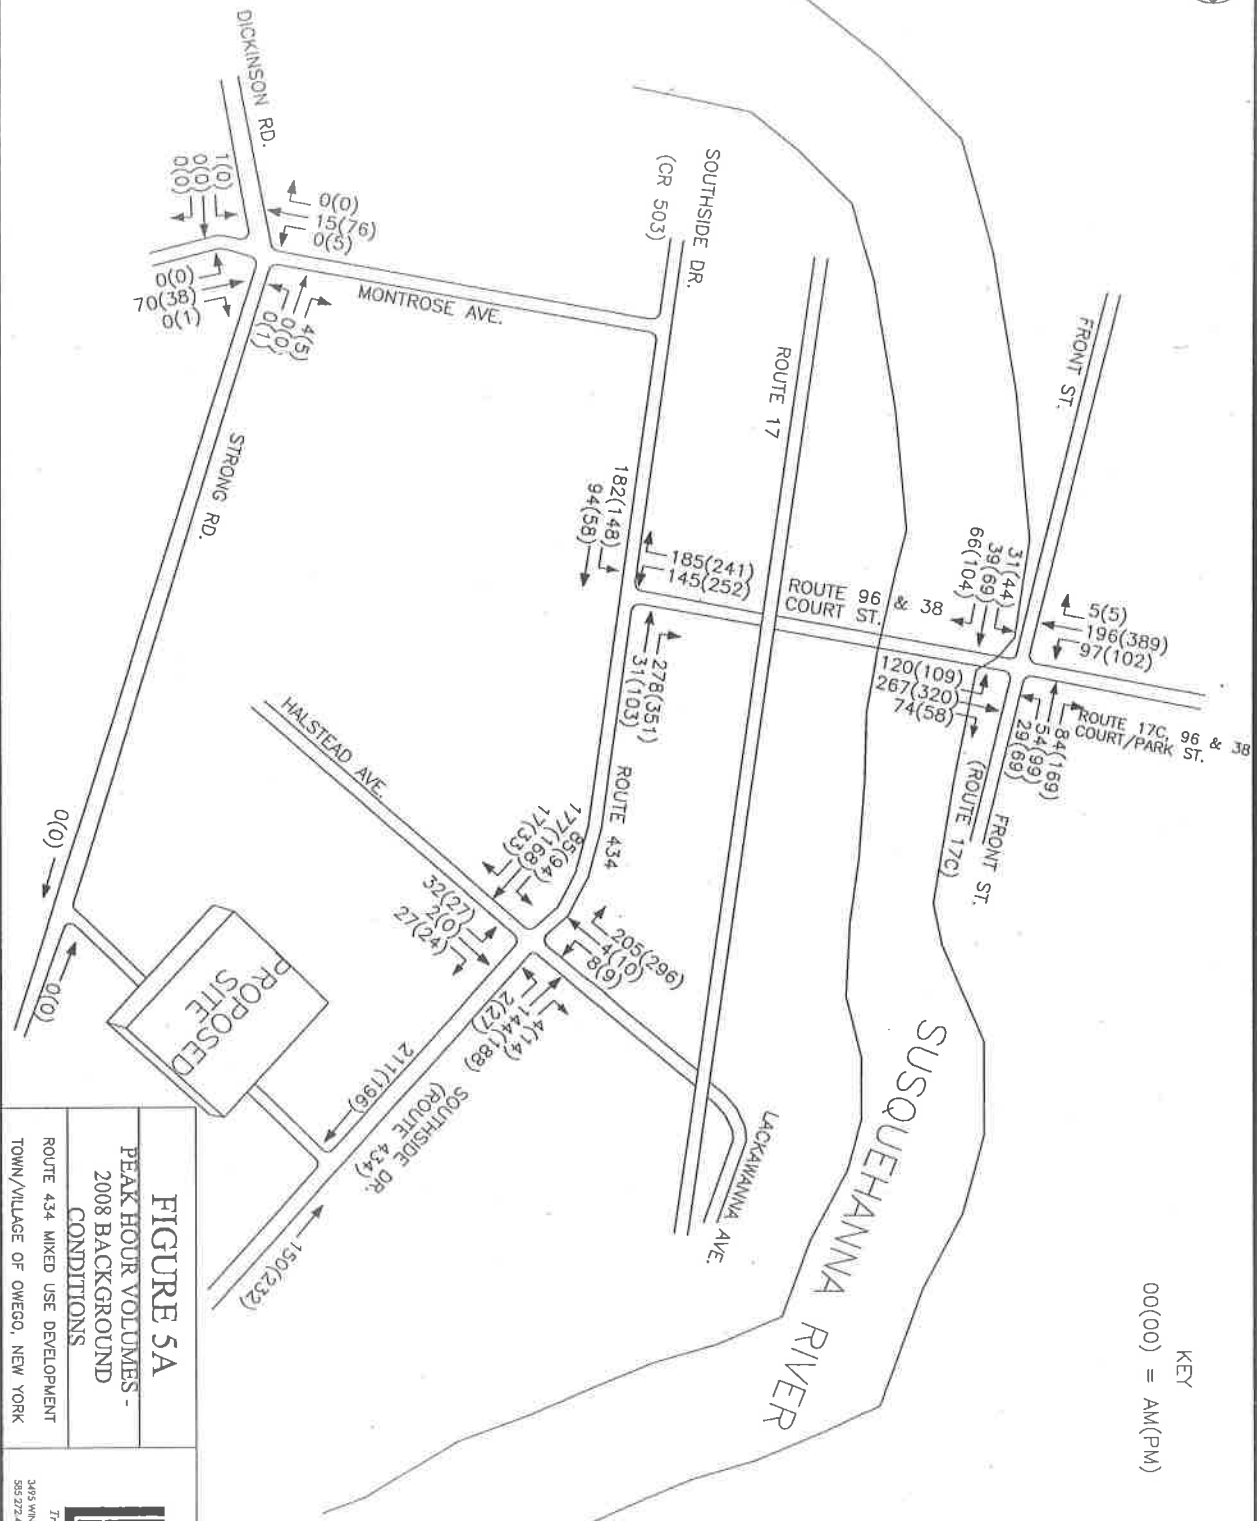 KEY
00(00) = AM(PM)
FRONT ST.
5(5)
196(389)
97(102)
31(44)
39(69)
66(104)
ROUTE 17C, 96 & 38
COURT/PARK ST.
84(169)
54(99)
29(69)
120(109)
267(320)
74(58)
FRONT ST.
(ROUTE 17C)
SUSQUEHANNA RIVER
ROUTE 96 & 38
COURT ST.
ROUTE 17
SOUTHSIDE DR.
(CR 503)
185(241)
145(252)
182(148)
94(58)
278(351)
31(103)
ROUTE 434
LACKAWANNA AVE.
HALSTEAD AVE.
85(94)
177(168)
17(33)
205(296)
4(10)
8(9)
32(27)
2(0)
27(24)
4(14)
144(188)
2(27)
SOUTHSIDE DR.
(ROUTE 434)
211(196)
150(232)
MONTROSE AVE.
DICKINSON RD.
0(0)
15(76)
0(5)
1(0)
0(0)
0(0)
4(5)
0(0)
0(1)
0(0)
70(38)
0(1)
STRONG RD.
0(0)
0(0)
PROPOSED
SITE
FIGURE 5A
PEAK HOUR VOLUMES -
2008 BACKGROUND
CONDITIONS
ROUTE 434 MIXED USE DEVELOPMENT
TOWN/VILLAGE OF OWEGO, NEW YORK